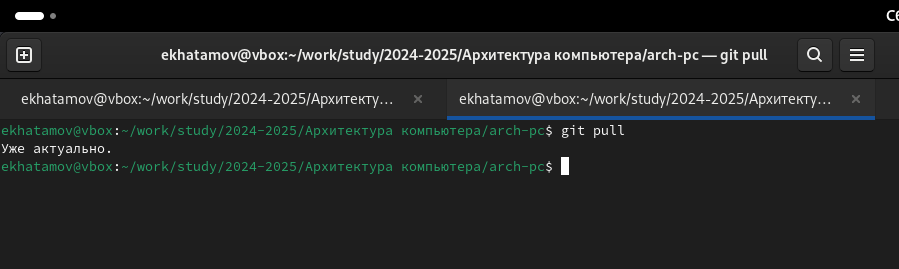 ekhatamov@vbox:~/work/study/2024-2025/Архитектура компьютера/arch-pc — git pull
ekhatamov@vbox:~/work/study/2024-2025/Архитекту...
ekhatamov@vbox:~/work/study/2024-2025/Архитекту...
ekhatamov@vbox:~/work/study/2024-2025/Архитектура компьютера/arch-pc$ git pull
Уже актуально.
ekhatamov@vbox:~/work/study/2024-2025/Архитектура компьютера/arch-pc$